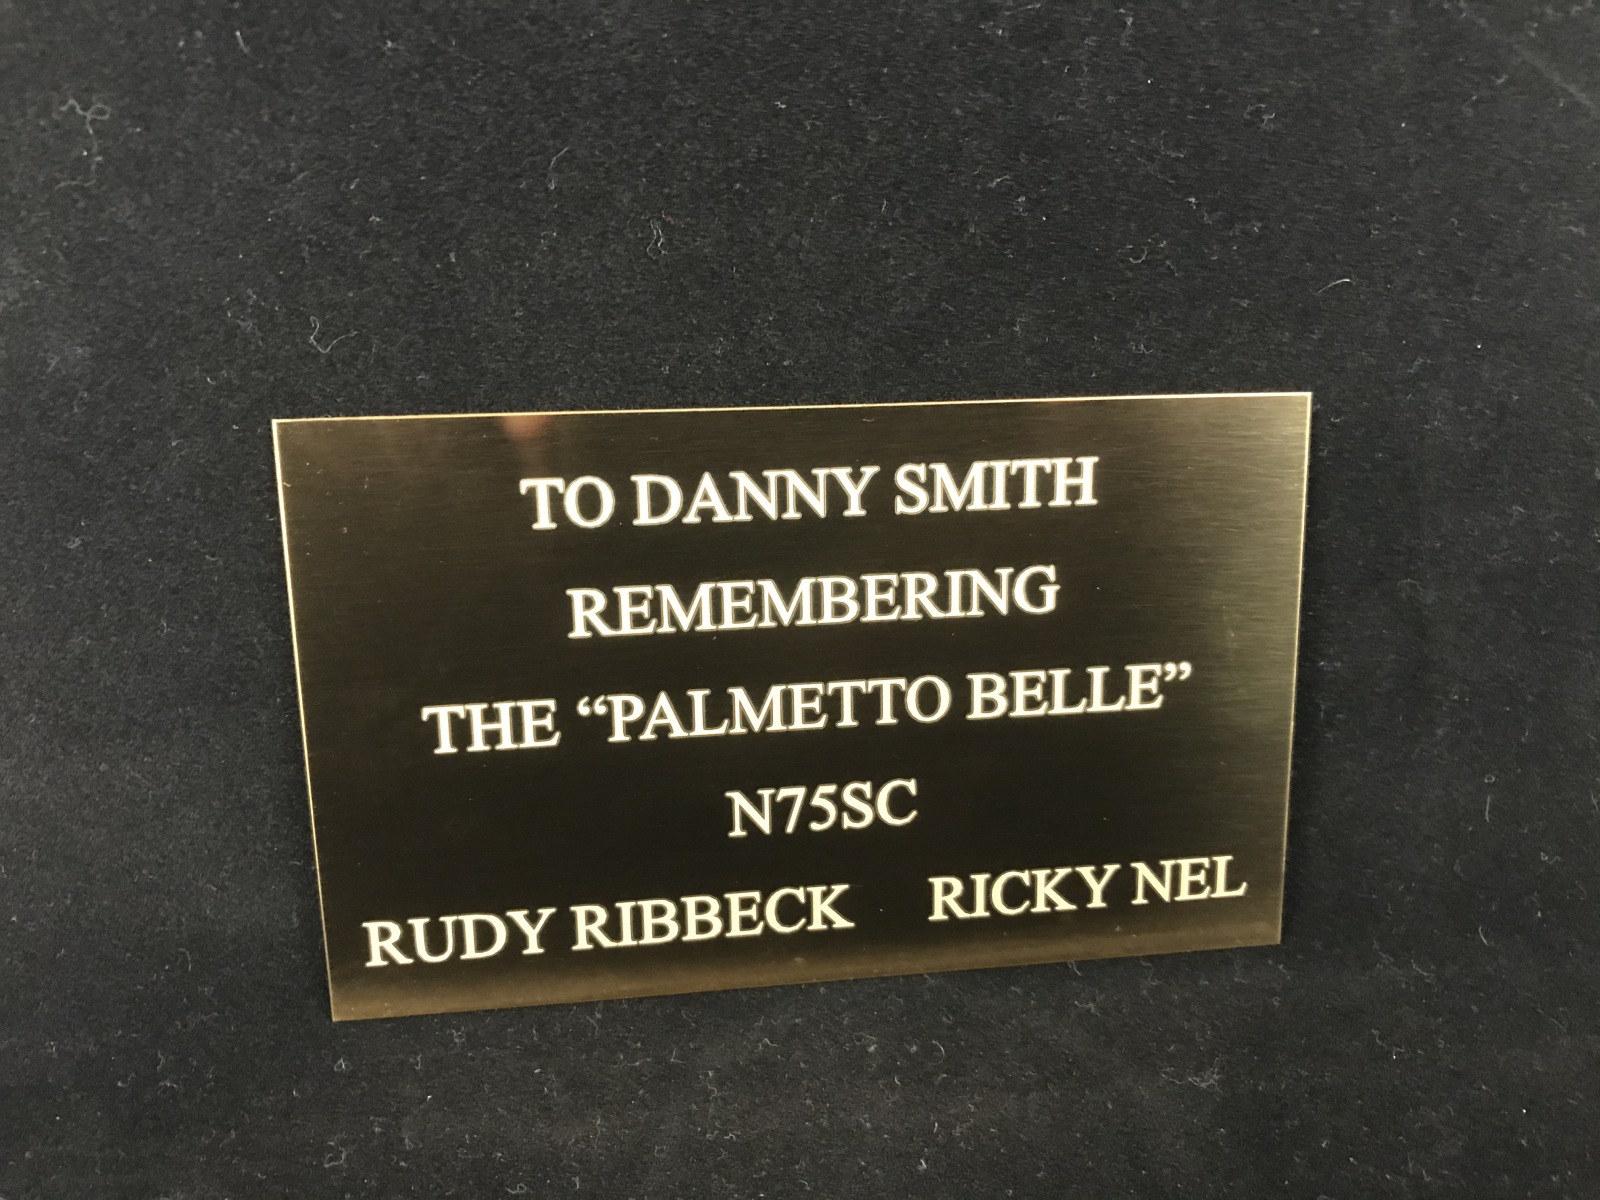 TO DANNY SMITH
REMEMBERING
THE “PALMETTO BELLE”
N75SC
RUDY RIBBECK RICKY NEL